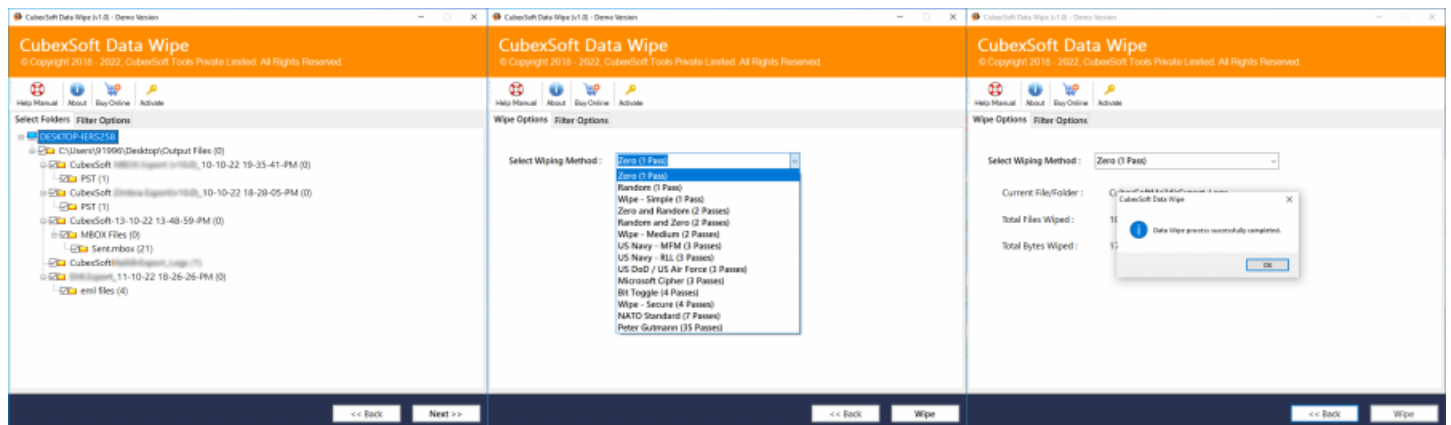 CubexSoft Data Wipe (v1.0) - Demo Version
CubexSoft Data Wipe
© Copyright 2018 - 2022, CubexSoft Tools Private Limited. All Rights Reserved.
Help Manual About Buy Online Activate
Select Folders Filter Options
DESKTOP-IERS25B
C:\Users\91996\Desktop\Output Files (0)
CubexSoft 10-10-22 19-35-41-PM (0)
PST (1)
CubexSoft 10-10-22 18-28-05-PM (0)
PST (1)
CubexSoft-13-10-22 13-48-59-PM (0)
MBOX Files (0)
Sent.mbox (21)
CubexSoft
11-10-22 18-26-26-PM (0)
eml files (4)
<< Back Next >>
CubexSoft Data Wipe (v1.0) - Demo Version
CubexSoft Data Wipe
© Copyright 2018 - 2022, CubexSoft Tools Private Limited. All Rights Reserved.
Help Manual About Buy Online Activate
Wipe Options Filter Options
Select Wiping Method : Zero (1 Pass)
Zero (1 Pass)
Random (1 Pass)
Wipe - Simple (1 Pass)
Zero and Random (2 Passes)
Random and Zero (2 Passes)
Wipe - Medium (2 Passes)
US Navy - MFM (3 Passes)
US Navy - RLL (3 Passes)
US DoD / US Air Force (3 Passes)
Microsoft Cipher (3 Passes)
Bit Toggle (4 Passes)
Wipe - Secure (4 Passes)
NATO Standard (7 Passes)
Peter Gutmann (35 Passes)
<< Back Wipe
CubexSoft Data Wipe (v1.0) - Demo Version
CubexSoft Data Wipe
© Copyright 2018 - 2022, CubexSoft Tools Private Limited. All Rights Reserved.
Help Manual About Buy Online Activate
Wipe Options Filter Options
Select Wiping Method : Zero (1 Pass)
Current File/Folder :
Total Files Wiped :
Total Bytes Wiped :
CubexSoft Data Wipe
Data Wipe process successfully completed.
OK
<< Back Wipe